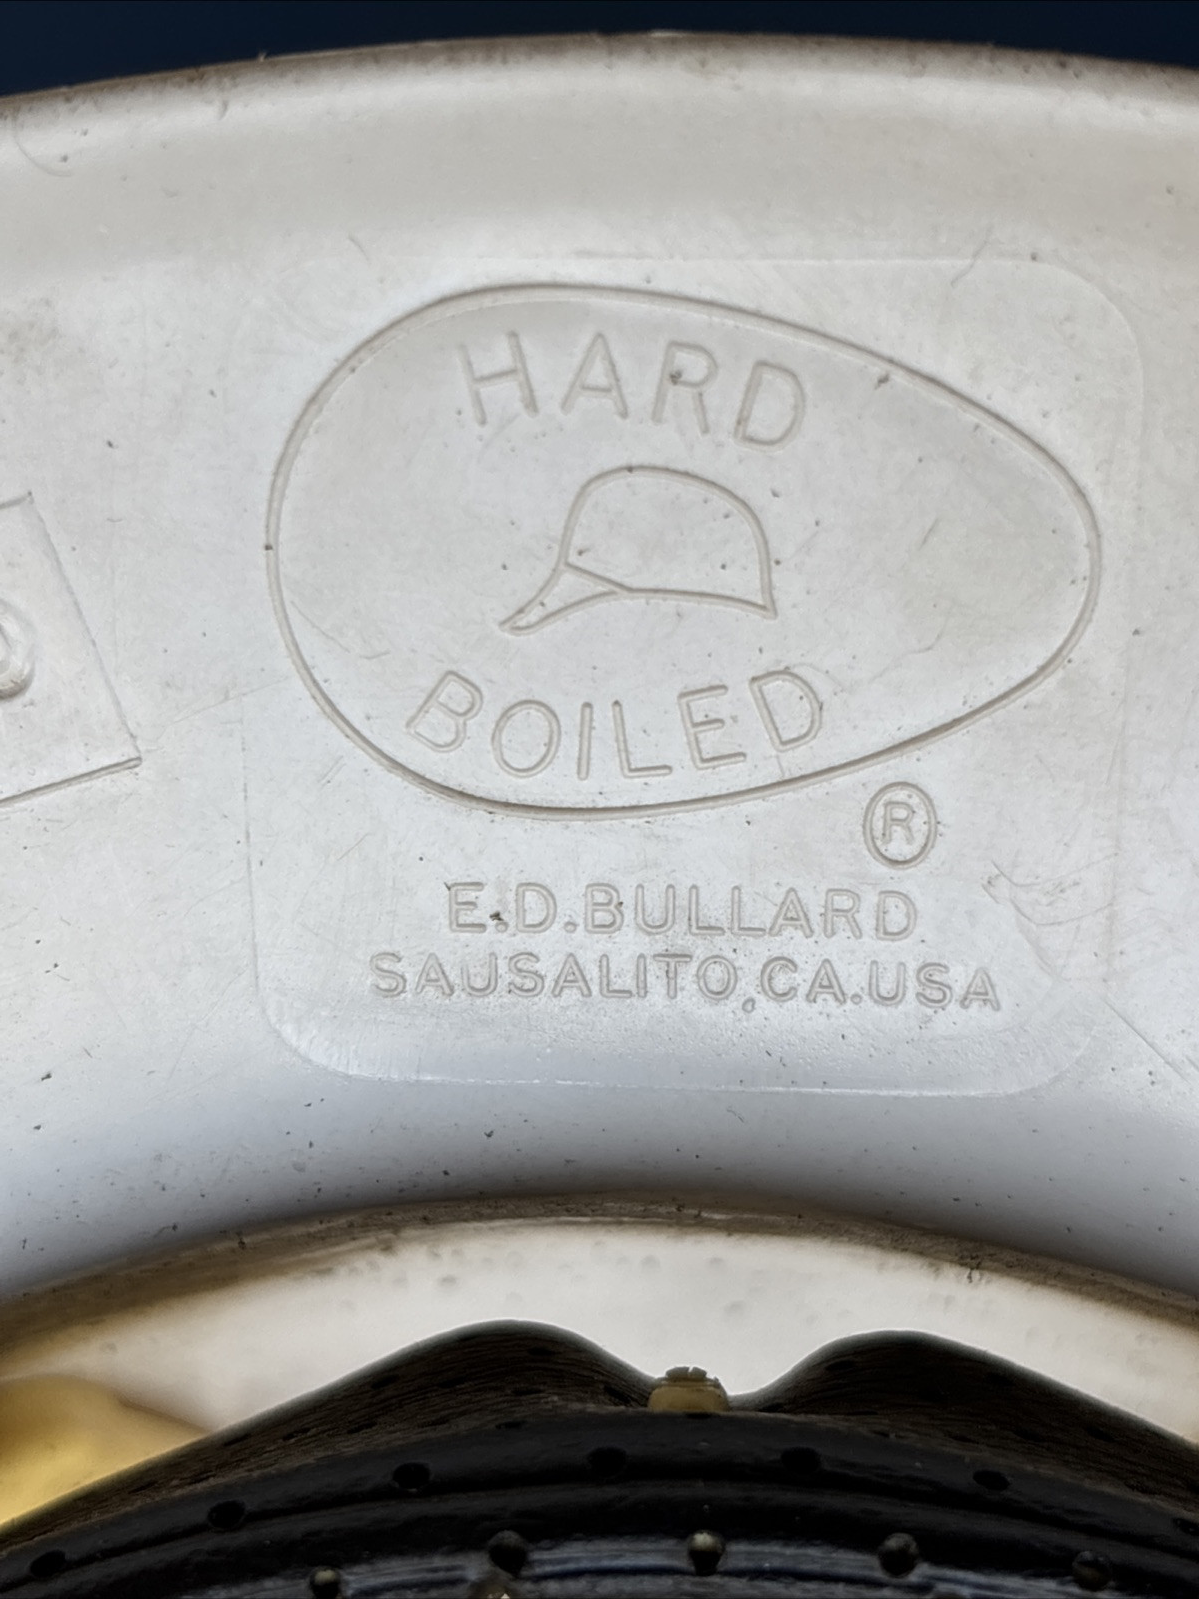 HARD
BOILED
®
E.D.BULLARD
SAUSALITO,CA.USA